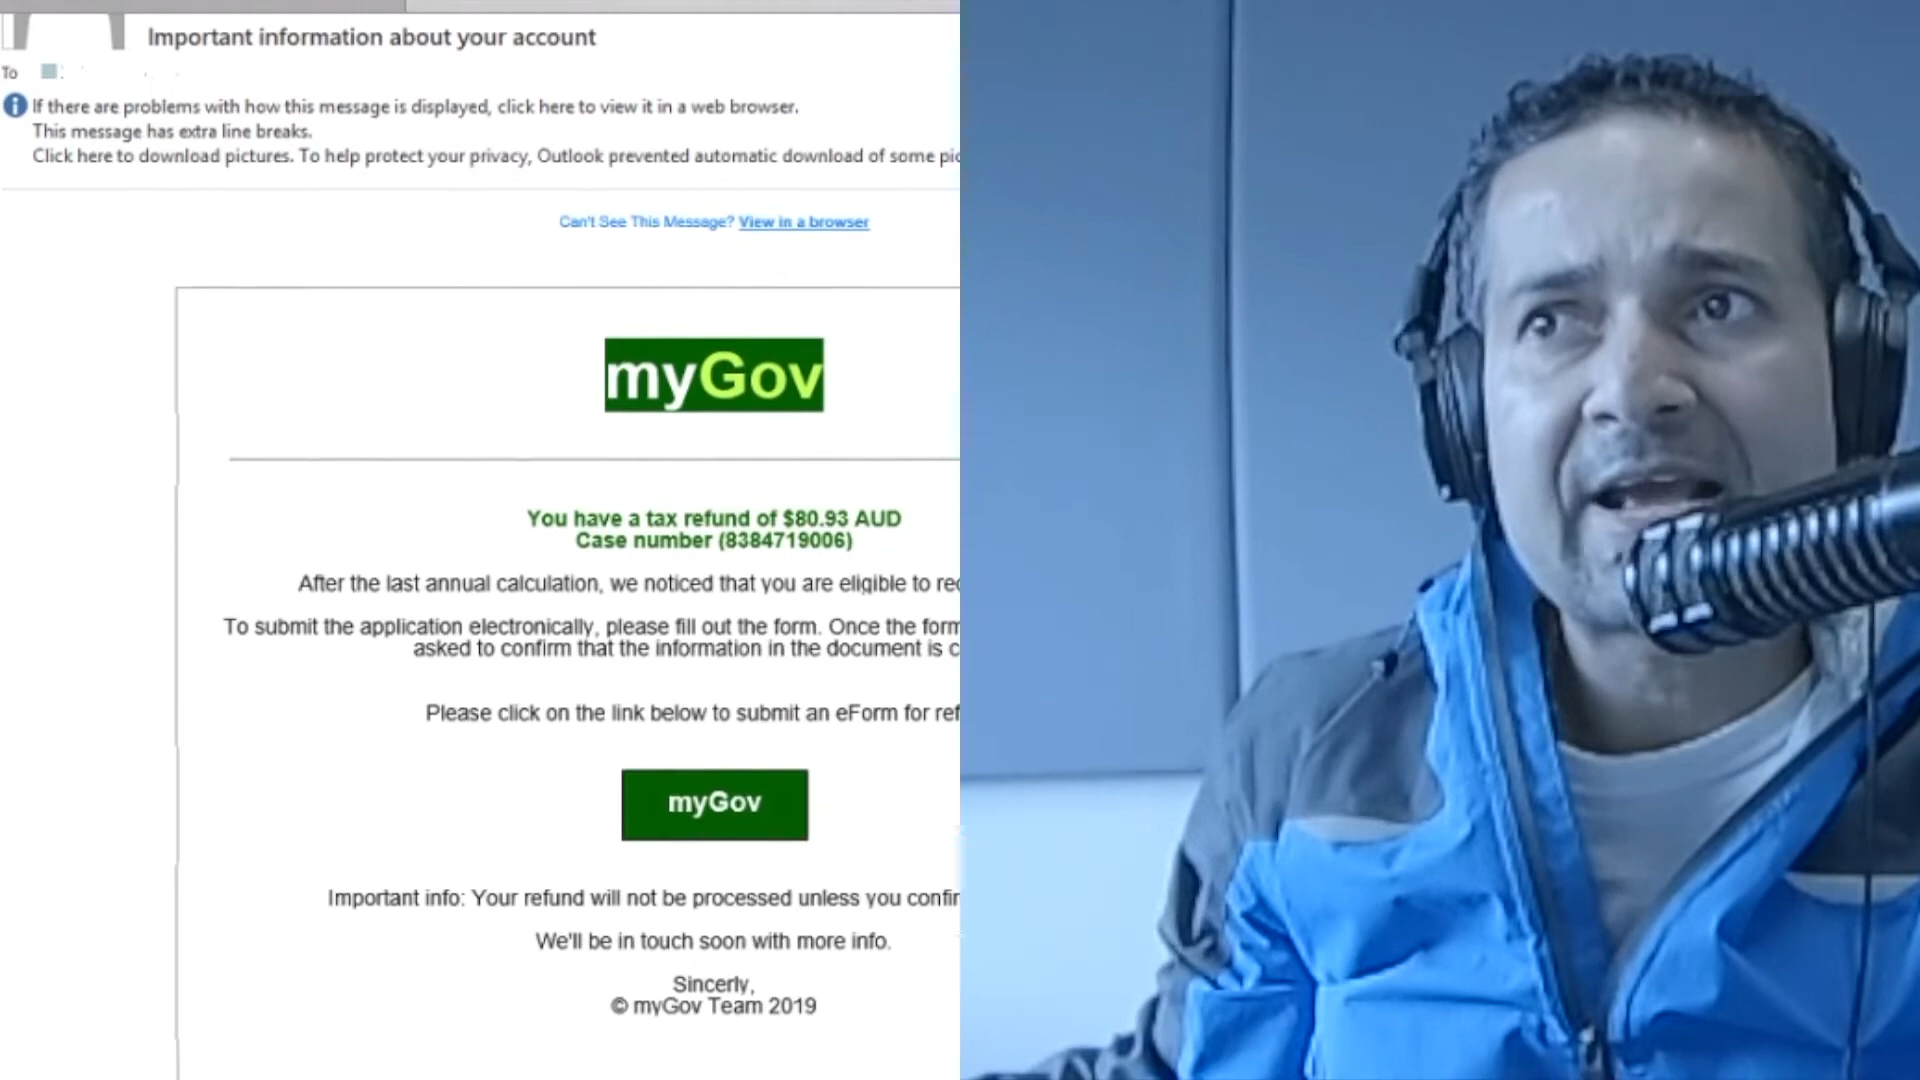 Important information about your account
To
If there are problems with how this message is displayed, click here to view it in a web browser.
This message has extra line breaks.
Click here to download pictures. To help protect your privacy, Outlook prevented automatic download of some pic
Can't See This Message? View in a browser
myGov
You have a tax refund of $80.93 AUD
Case number (8384719006)
After the last annual calculation, we noticed that you are eligible to rec
To submit the application electronically, please fill out the form. Once the form
asked to confirm that the information in the document is c
Please click on the link below to submit an eForm for ref
myGov
Important info: Your refund will not be processed unless you confir
We'll be in touch soon with more info.
Sincerely,
© myGov Team 2019